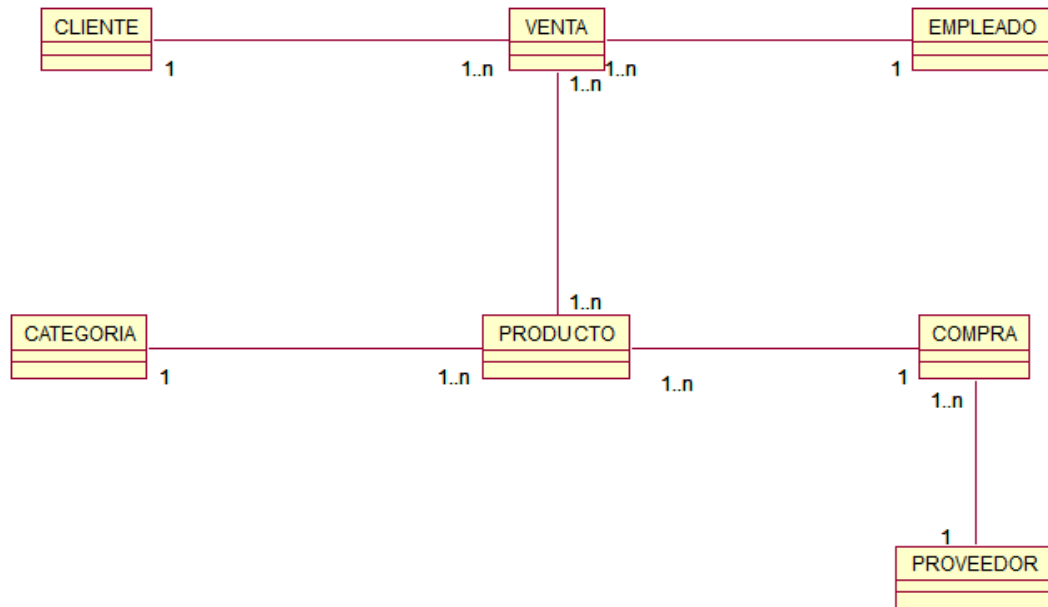 CLIENTE
VENTA
EMPLEADO
1
1..n
1..n
1
1..n
1..n
CATEGORIA
PRODUCTO
COMPRA
1
1..n
1..n
1
1..n
1
PROVEEDOR